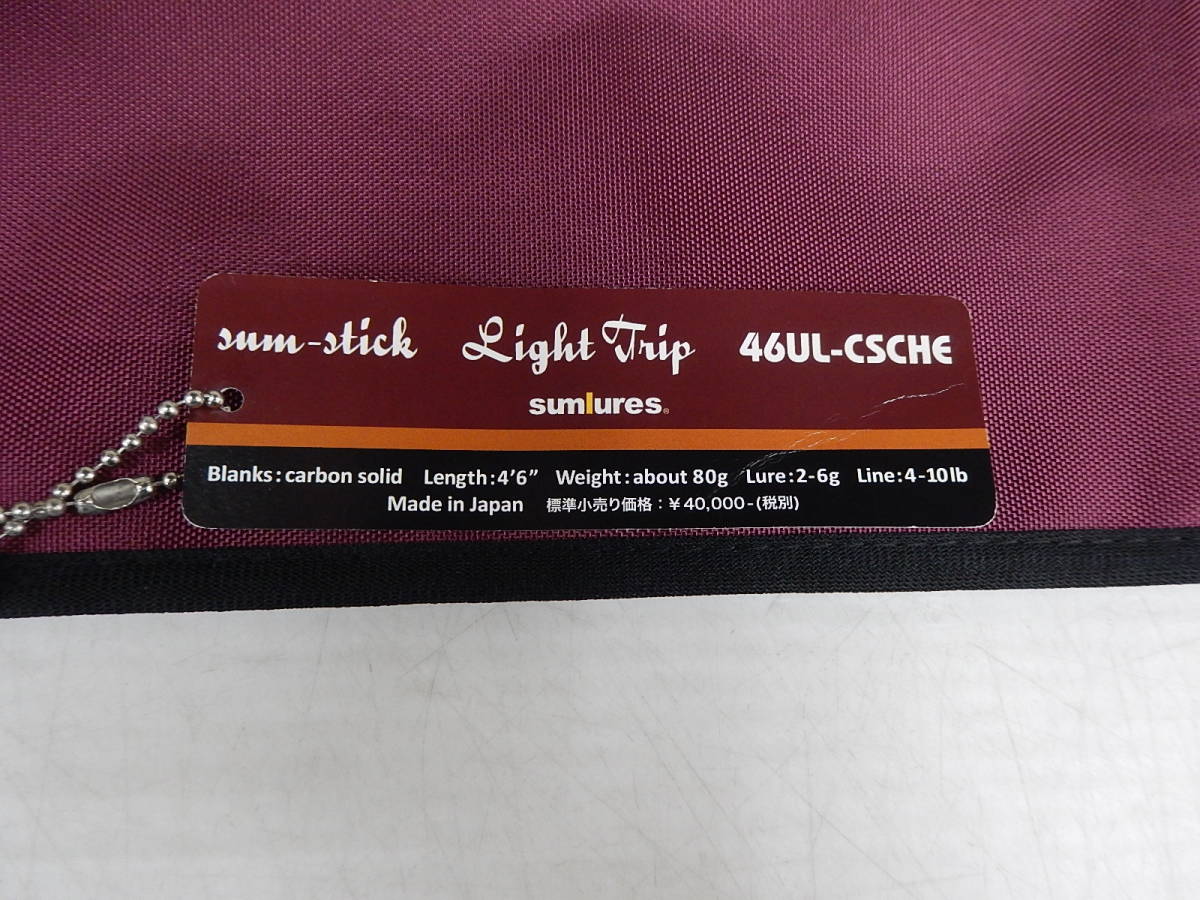 sum-stick Light Trip 46UL-CSCHE
sumlures®
Blanks:carbon solid Length:4'6” Weight:about 80g Lure:2-6g Line:4-10lb
Made in Japan 標準小売り価格:￥40,000-(税別)